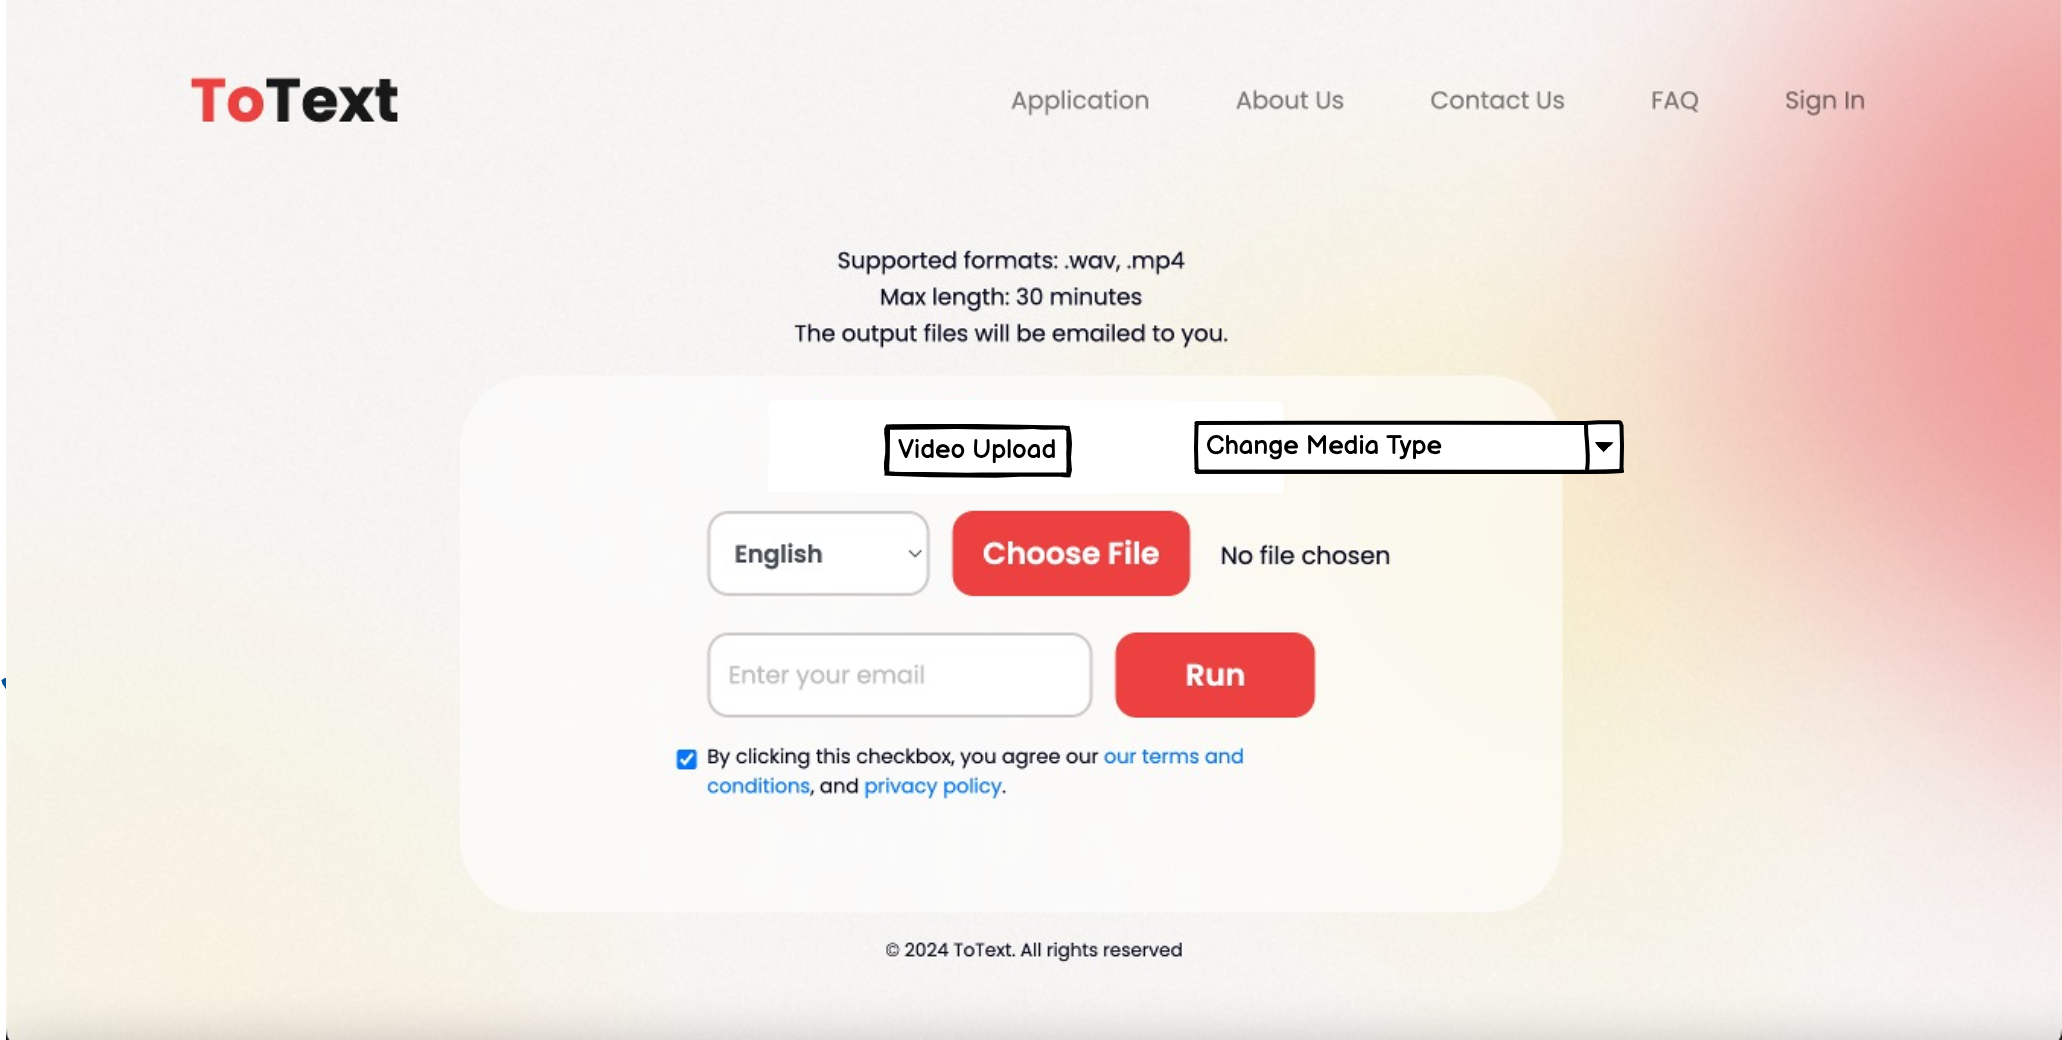 ToText
Application About Us Contact Us FAQ Sign In
Supported formats: .wav, .mp4
Max length: 30 minutes
The output files will be emailed to you.
Video Upload Change Media Type
English Choose File No file chosen
Enter your email Run
By clicking this checkbox, you agree our our terms and
conditions, and privacy policy.
© 2024 ToText. All rights reserved